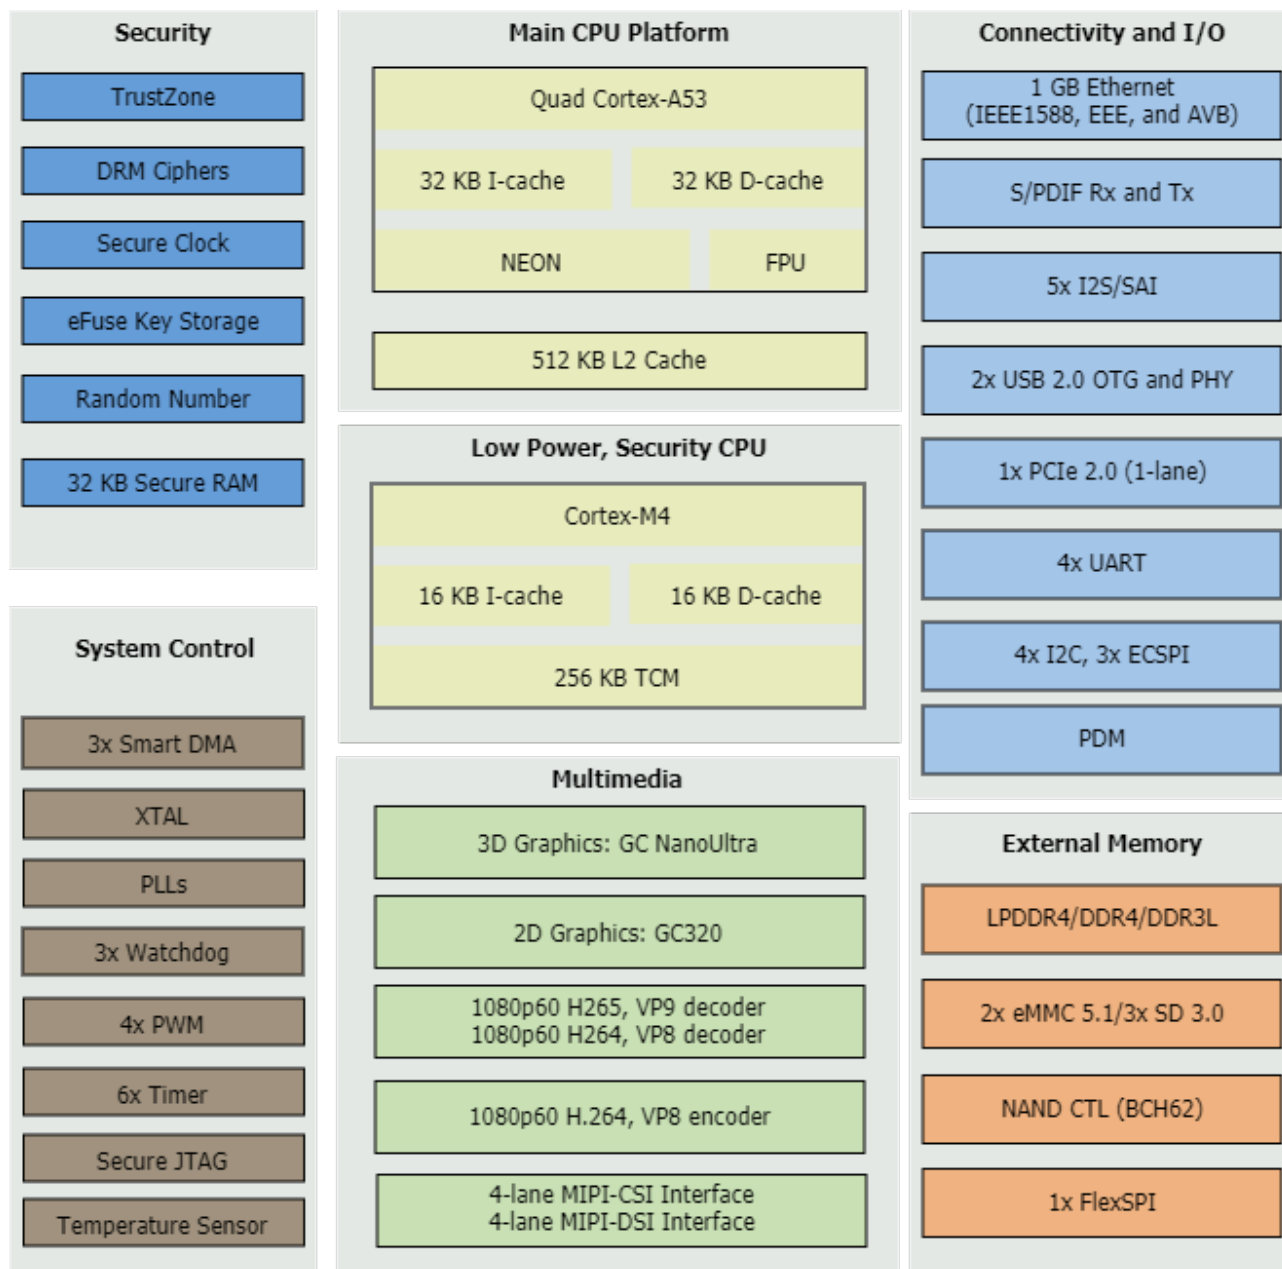 Security
TrustZone
DRM Ciphers
Secure Clock
eFuse Key Storage
Random Number
32 KB Secure RAM
System Control
3x Smart DMA
XTAL
PLLs
3x Watchdog
4x PWM
6x Timer
Secure JTAG
Temperature Sensor
Main CPU Platform
Quad Cortex-A53
32 KB I-cache
32 KB D-cache
NEON
FPU
512 KB L2 Cache
Low Power, Security CPU
Cortex-M4
16 KB I-cache
16 KB D-cache
256 KB TCM
Multimedia
3D Graphics: GC NanoUltra
2D Graphics: GC320
1080p60 H265, VP9 decoder
1080p60 H264, VP8 decoder
1080p60 H.264, VP8 encoder
4-lane MIPI-CSI Interface
4-lane MIPI-DSI Interface
Connectivity and I/O
1 GB Ethernet
(IEEE1588, EEE, and AVB)
S/PDIF Rx and Tx
5x I2S/SAI
2x USB 2.0 OTG and PHY
1x PCIe 2.0 (1-lane)
4x UART
4x I2C, 3x ECSPI
PDM
External Memory
LPDDR4/DDR4/DDR3L
2x eMMC 5.1/3x SD 3.0
NAND CTL (BCH62)
1x FlexSPI